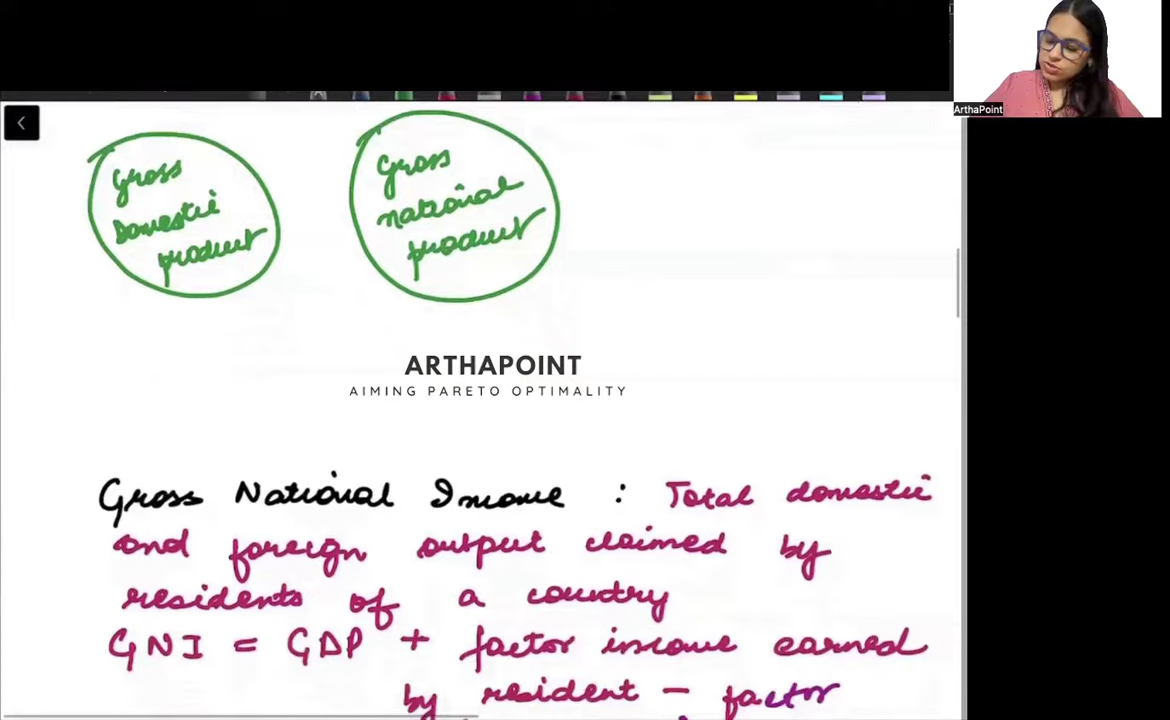 ArthaPoint
Gross
Domestic
product
Gross
national
product
ARTHAPOINT
AIMING PARETO OPTIMALITY
Gross National Income : Total domestic
and foreign output claimed by
residents of a country
GNI = GDP + factor income earned
by resident - factor